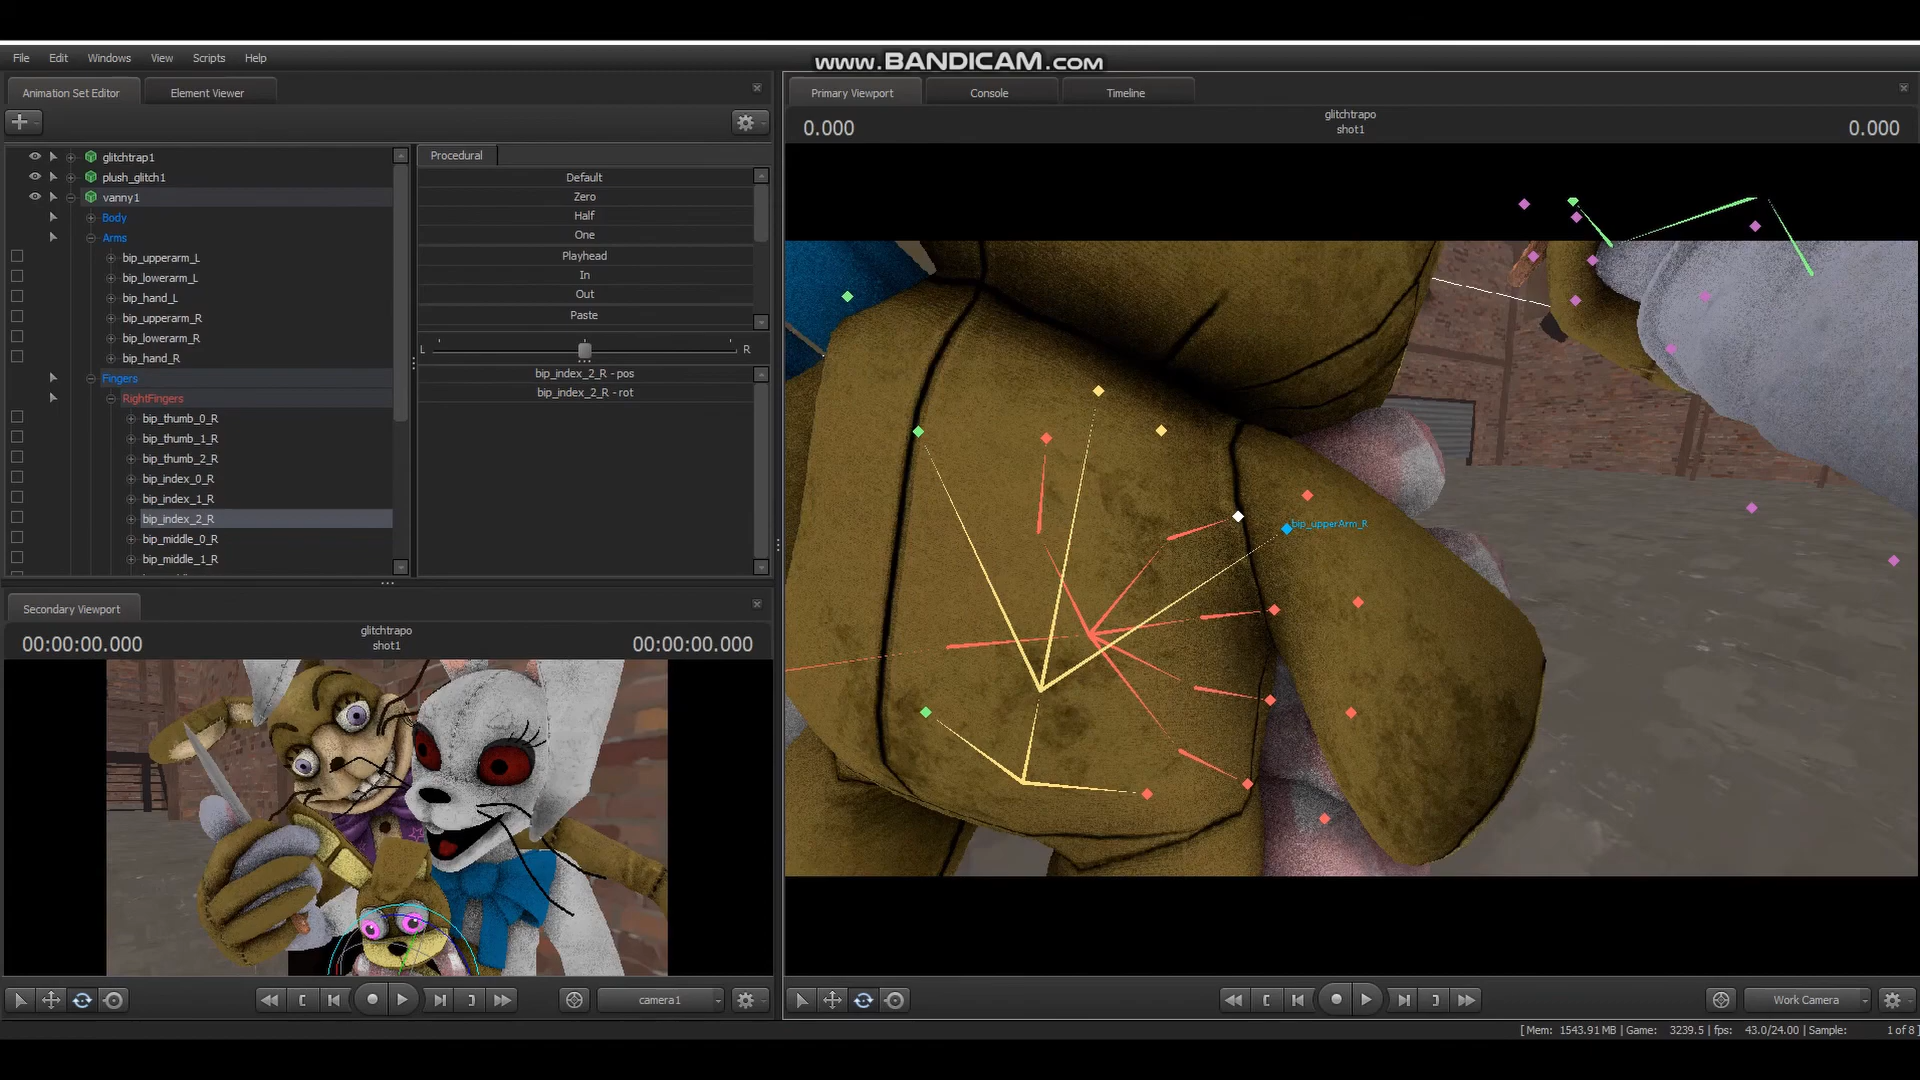 www.BANDICAM.com
File Edit Windows View Scripts Help
Animation Set Editor Element Viewer
Primary Viewport Console Timeline
0.000 glitchtrapo 0.000
shot1
glitchtrap1
plush_glitch1
vanny1
Body
Arms
bip_upperarm_L
bip_lowerarm_L
bip_hand_L
bip_upperarm_R
bip_lowerarm_R
bip_hand_R
Fingers
RightFingers
bip_thumb_0_R
bip_thumb_1_R
bip_thumb_2_R
bip_index_0_R
bip_index_1_R
bip_index_2_R
bip_middle_0_R
bip_middle_1_R
Procedural
Default
Zero
Half
One
Playhead
In
Out
Paste
L R
bip_index_2_R - pos
bip_index_2_R - rot
bip_upperArm_R
Secondary Viewport
00:00:00.000 glitchtrapo 00:00:00.000
shot1
camera1
Work Camera
[ Mem: 1543.91 MB | Game: 3239.5 | fps: 43.0/24.00 | Sample: 1 of 8